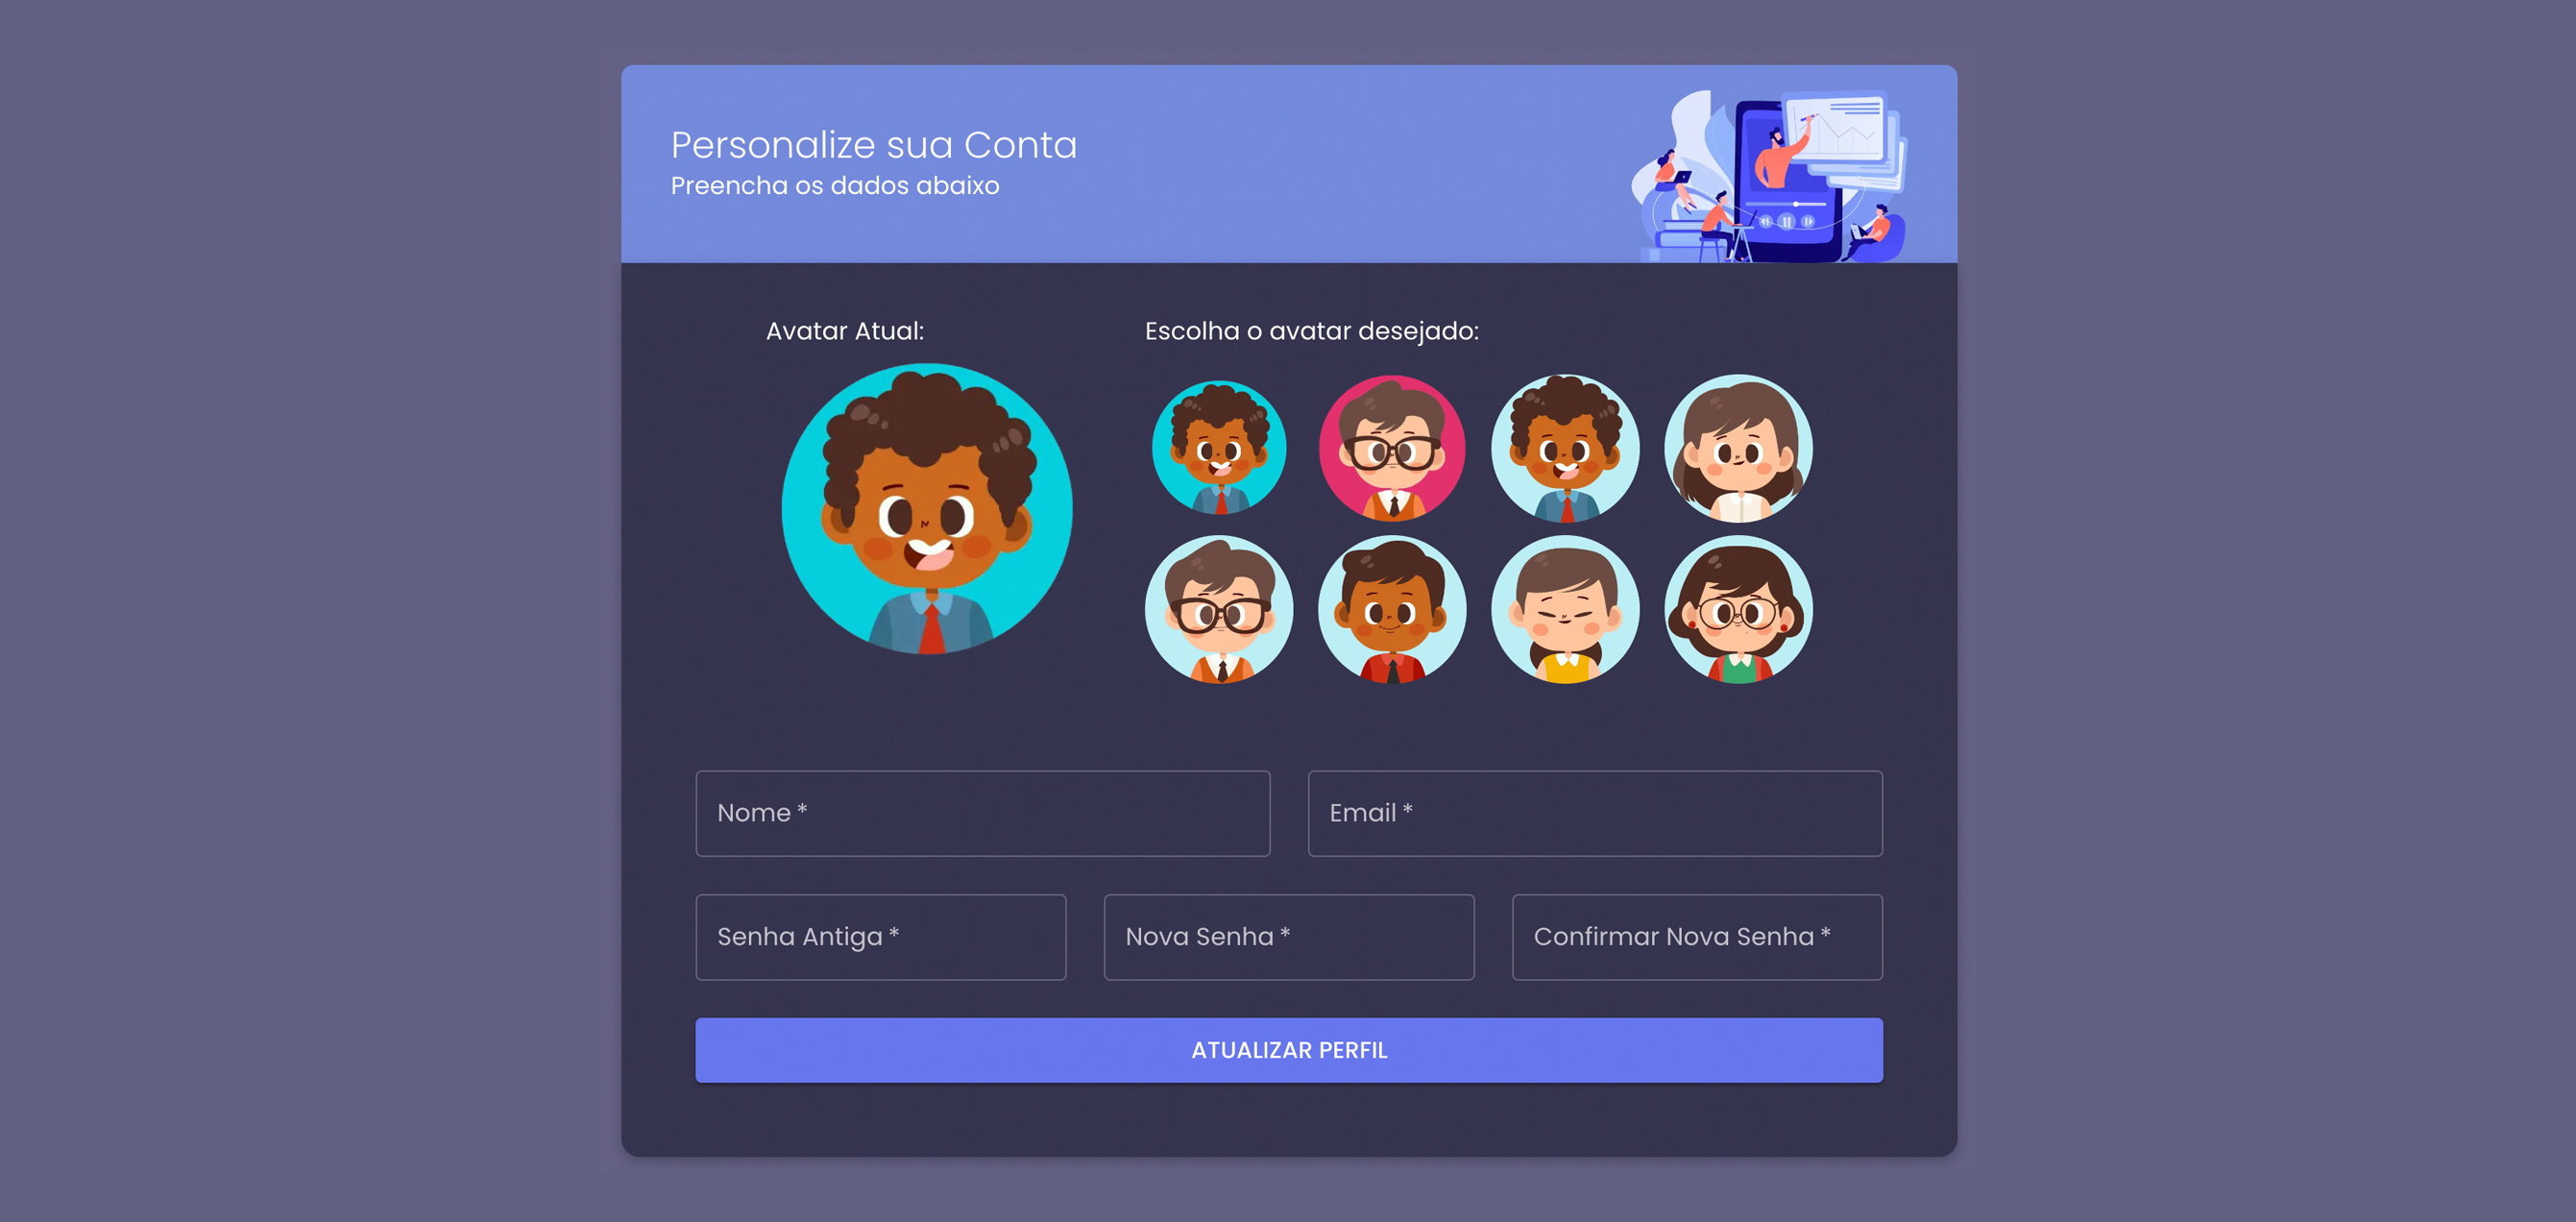 Personalize sua Conta
Preencha os dados abaixo
Avatar Atual:
Escolha o avatar desejado:
Nome *
Email *
Senha Antiga *
Nova Senha *
Confirmar Nova Senha *
ATUALIZAR PERFIL